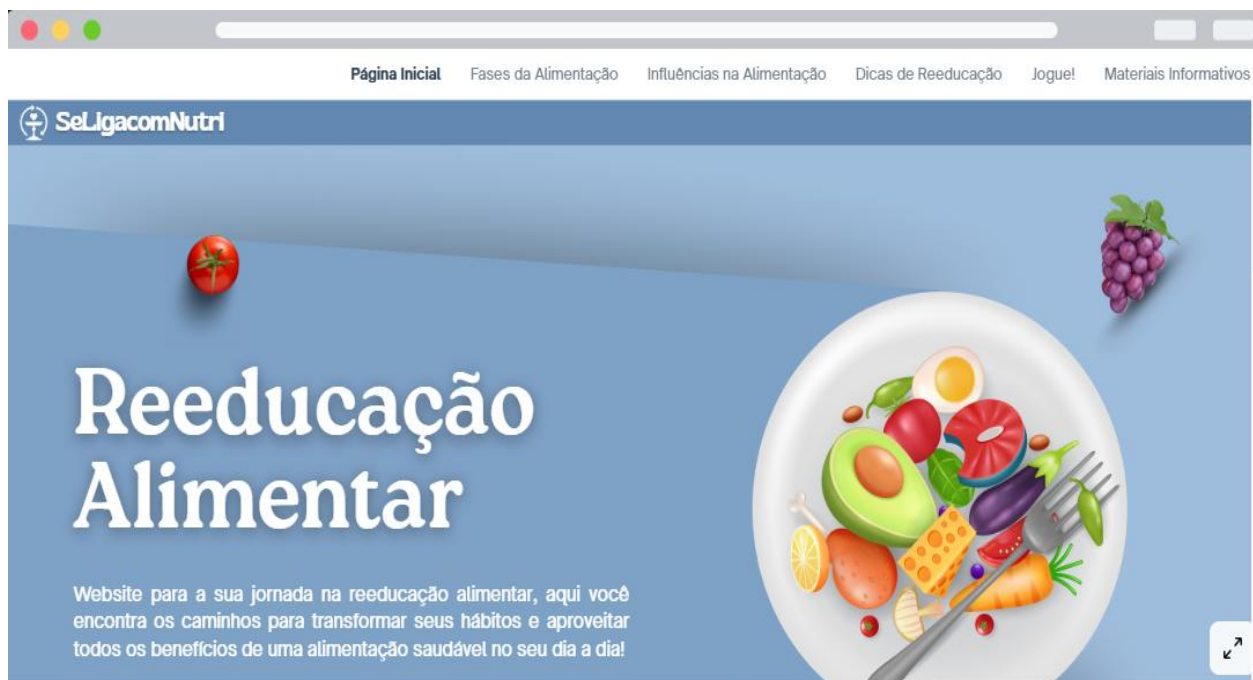 Página Inicial Fases da Alimentação Influências na Alimentação Dicas de Reeducação Jogue! Materiais Informativos
SeLigacomNutri
Reeducação
Alimentar
Website para a sua jornada na reeducação alimentar, aqui você
encontra os caminhos para transformar seus hábitos e aproveitar
todos os benefícios de uma alimentação saudável no seu dia a dia!